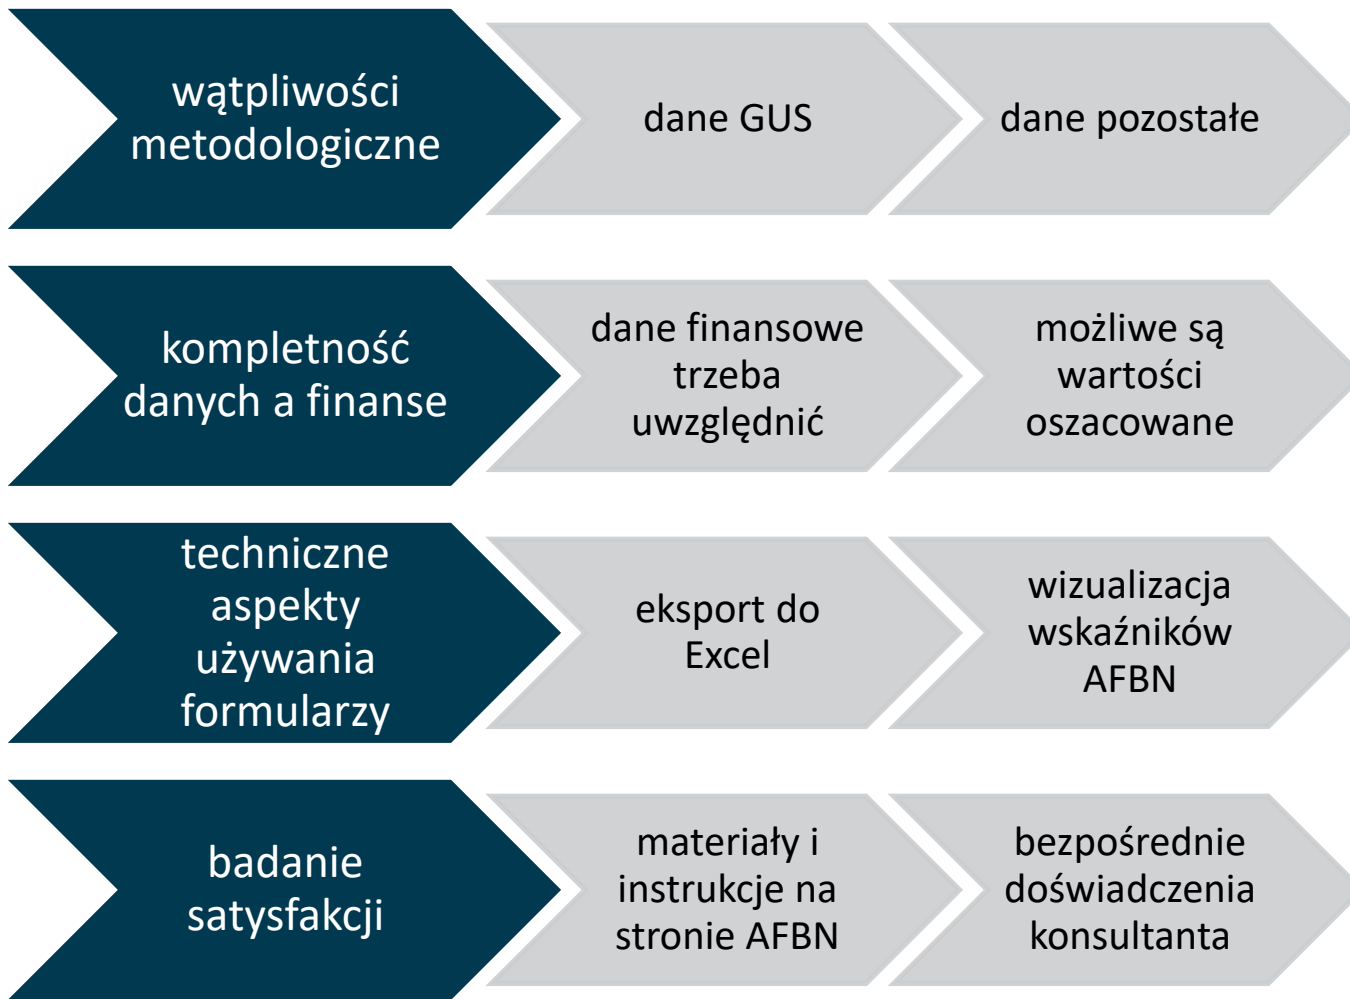 wątpliwości
metodologiczne
dane GUS
dane pozostałe
kompletność
danych a finanse
dane finansowe
trzeba
uwzględnić
możliwe są
wartości
oszacowane
techniczne
aspekty
używania
formularzy
eksport do
Excel
wizualizacja
wskaźników
AFBN
badanie
satysfakcji
materiały i
instrukcje na
stronie AFBN
bezpośrednie
doświadczenia
konsultanta